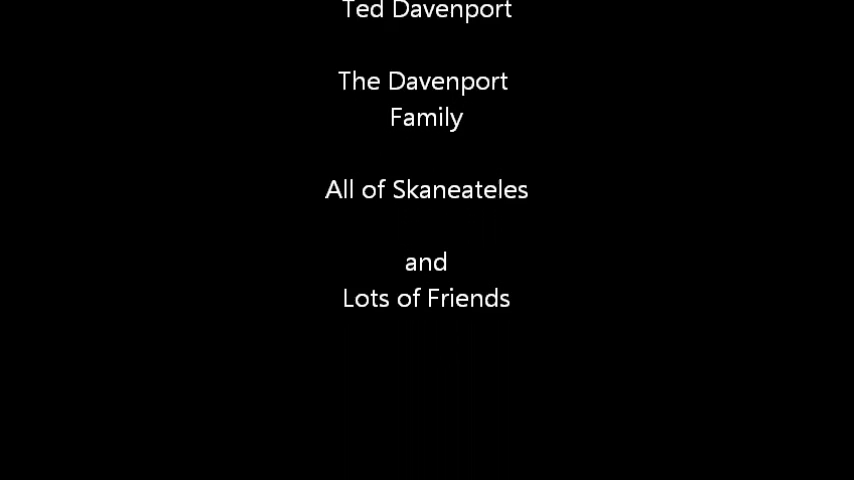 Ted Davenport
The Davenport
Family
All of Skaneateles
and
Lots of Friends